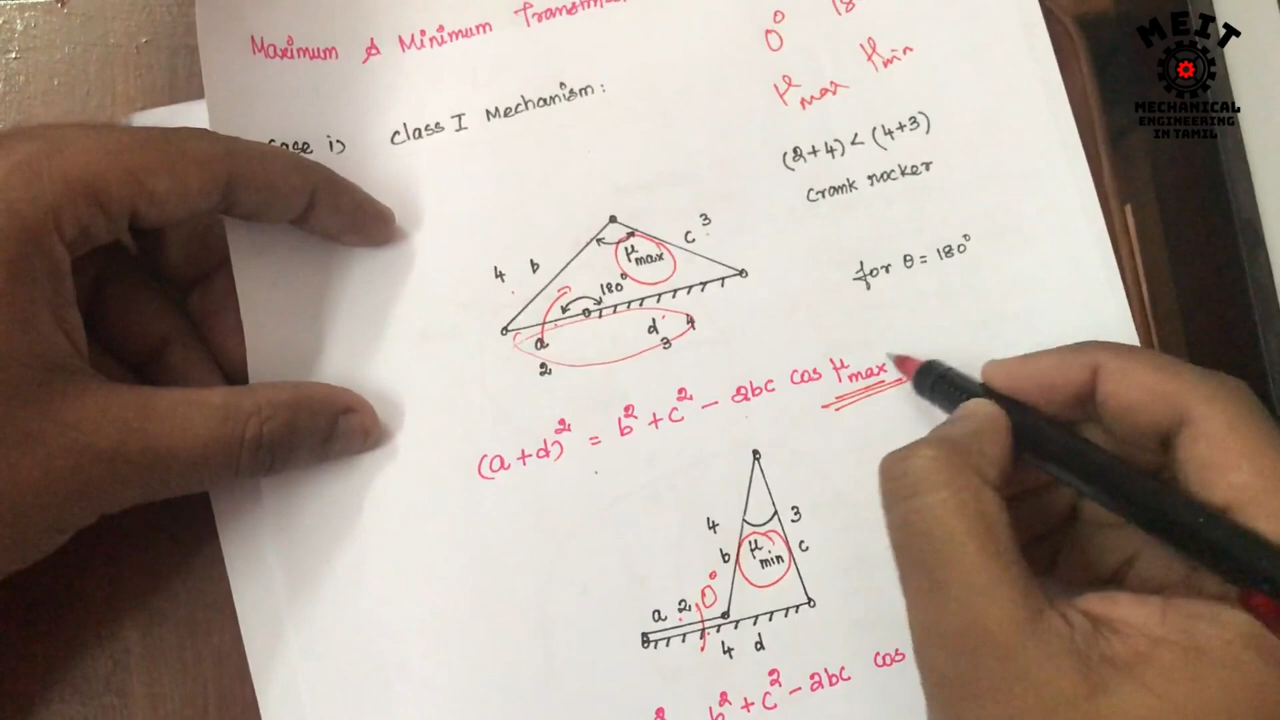 Maximum & Minimum
0° 18
μmax μmin
case i) class I Mechanism:
(2+4) < (4+3)
crank rocker
4 b μmax c 3
180°
a d 4
2 3
for θ = 180°
(a+d)² = b² + c² - 2bc cos μmax
4 3
b μmin c
a 2 0°
4 d
b² + c² - 2bc cos
MEIT
MECHANICAL
ENGINEERING
IN TAMIL